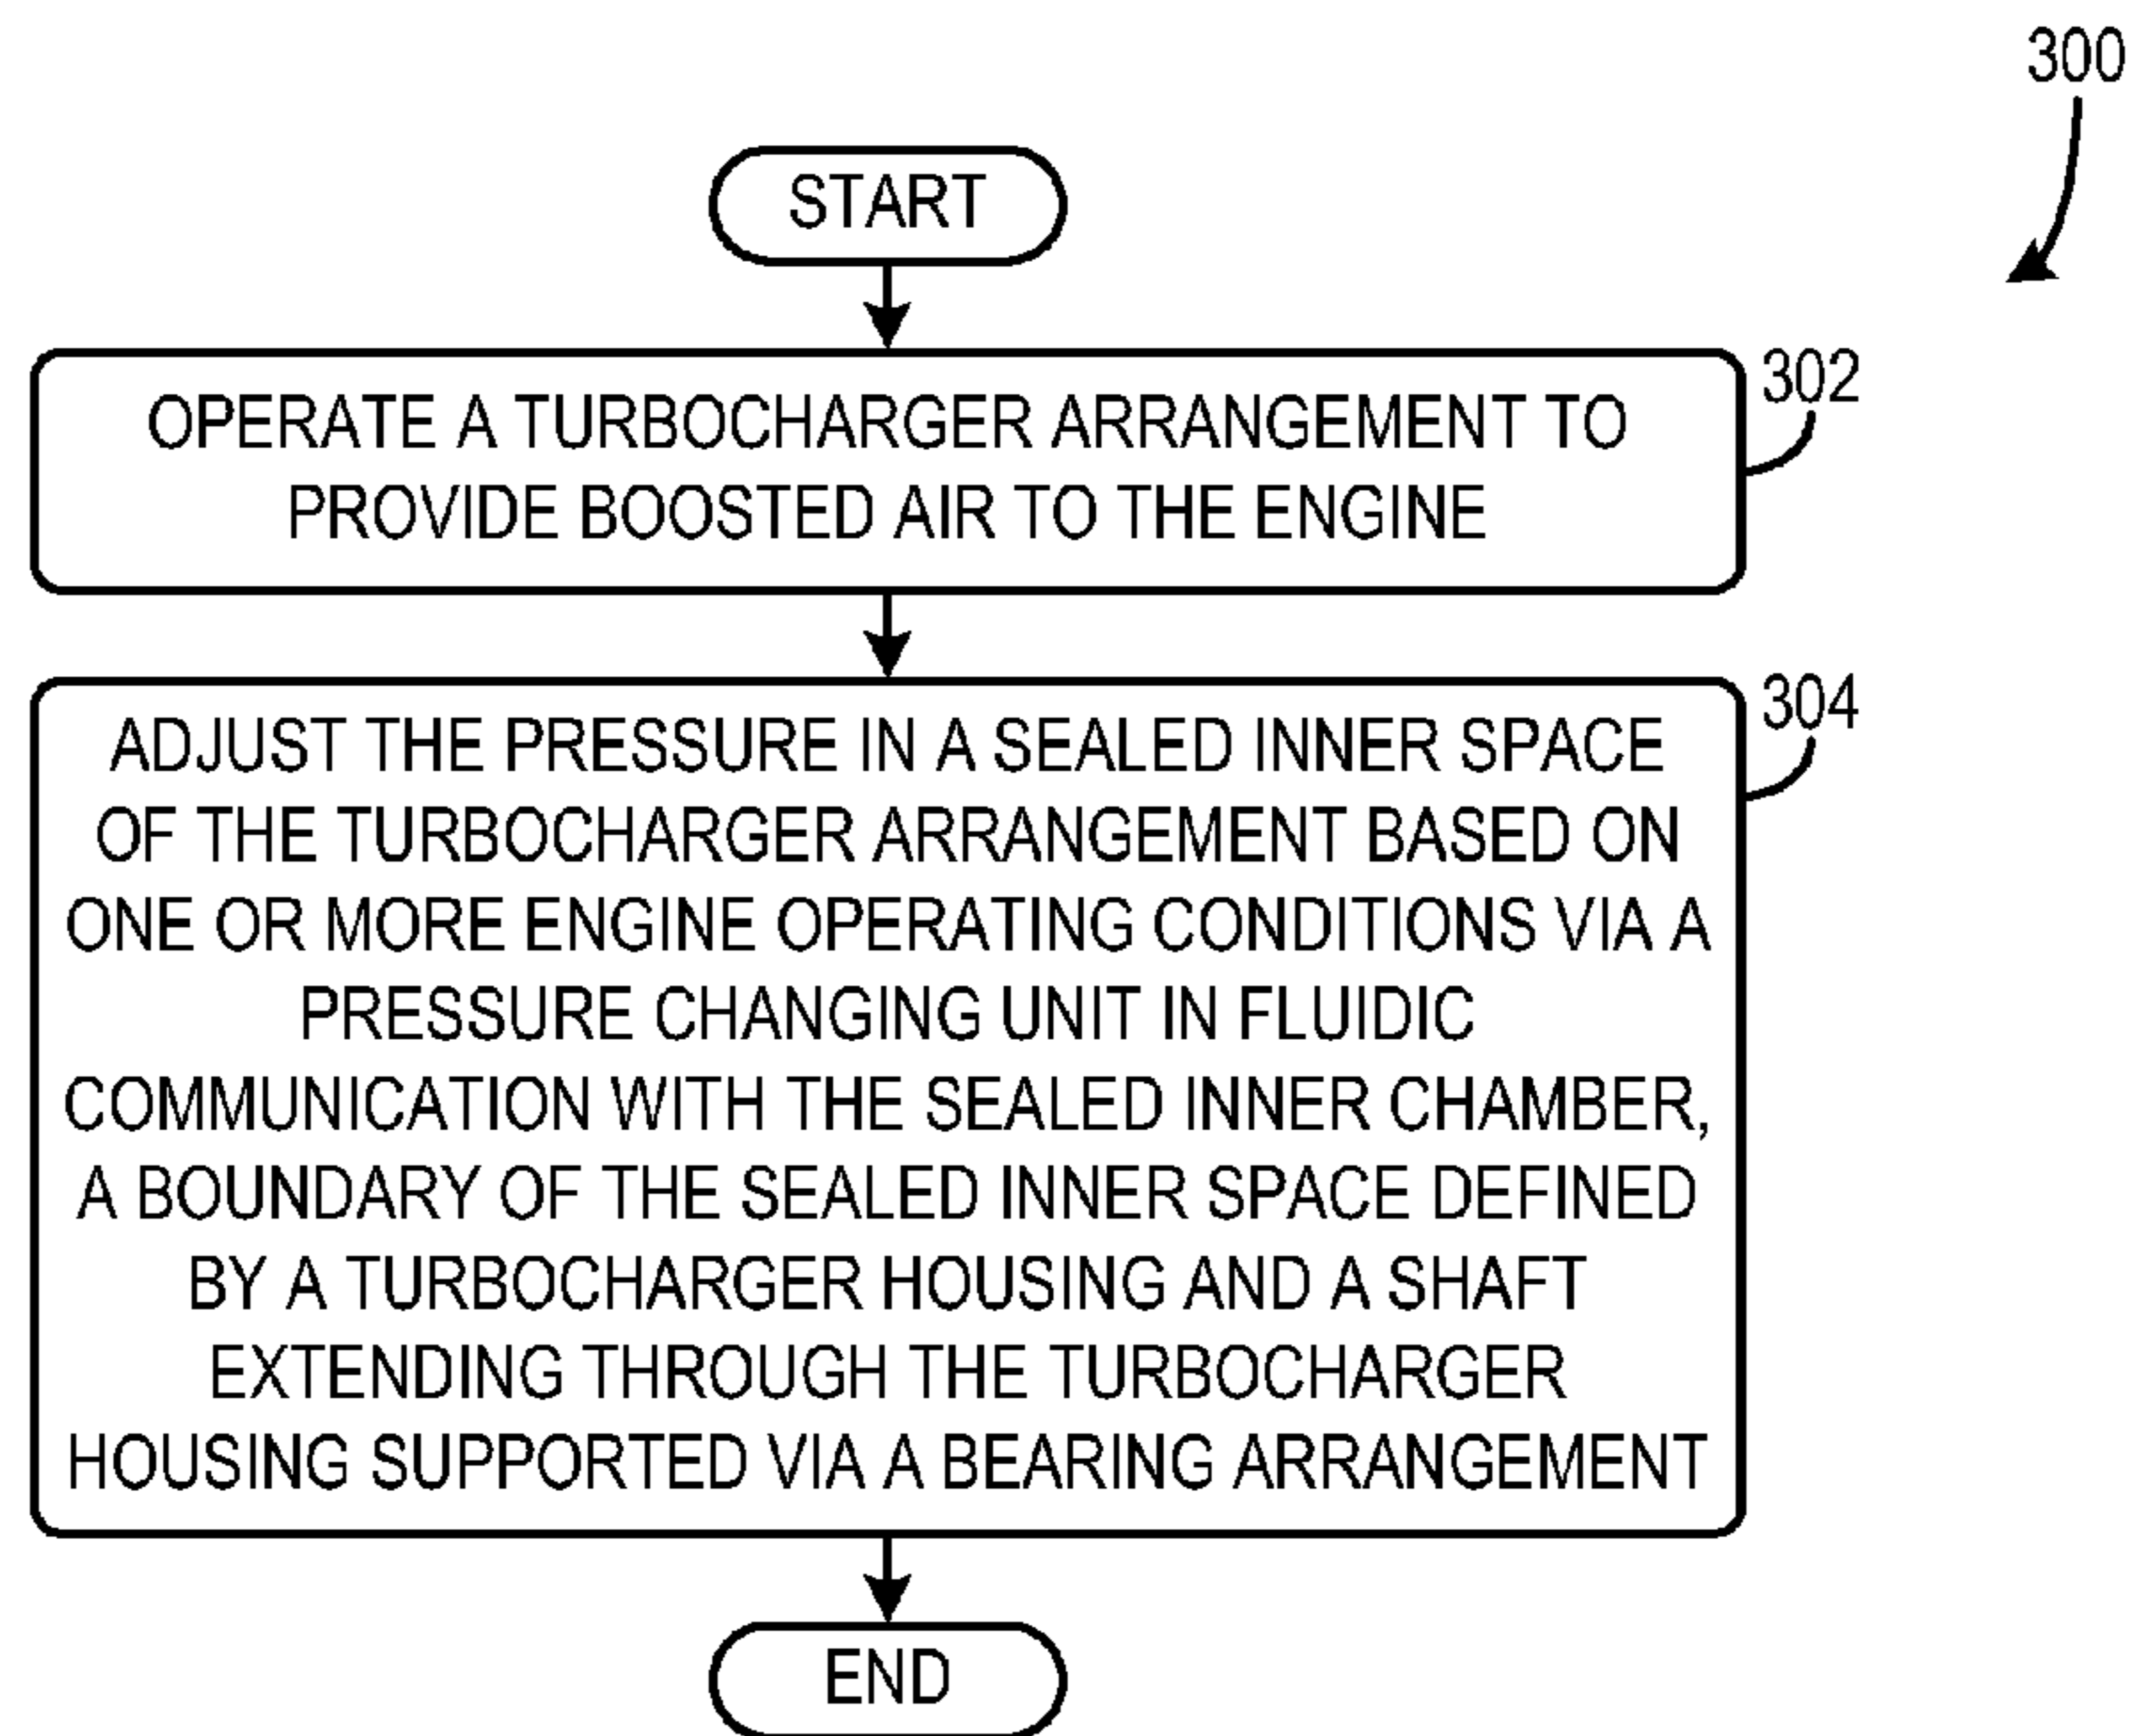 300
START
302
OPERATE A TURBOCHARGER ARRANGEMENT TO
PROVIDE BOOSTED AIR TO THE ENGINE
304
ADJUST THE PRESSURE IN A SEALED INNER SPACE
OF THE TURBOCHARGER ARRANGEMENT BASED ON
ONE OR MORE ENGINE OPERATING CONDITIONS VIA A
PRESSURE CHANGING UNIT IN FLUIDIC
COMMUNICATION WITH THE SEALED INNER CHAMBER,
A BOUNDARY OF THE SEALED INNER SPACE DEFINED
BY A TURBOCHARGER HOUSING AND A SHAFT
EXTENDING THROUGH THE TURBOCHARGER
HOUSING SUPPORTED VIA A BEARING ARRANGEMENT
END